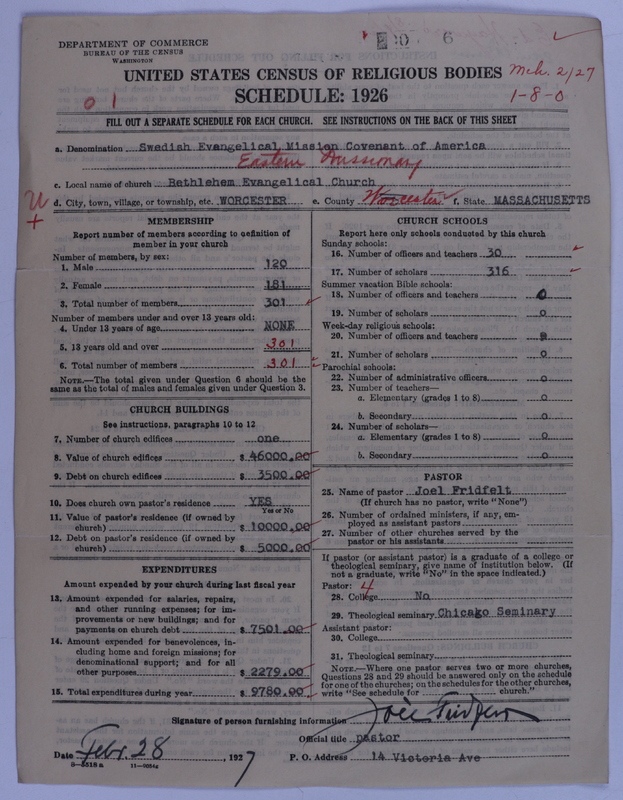 DEPARTMENT OF COMMERCE
BUREAU OF THE CENSUS
WASHINGTON
6
UNITED STATES CENSUS OF RELIGIOUS BODIES
Mch. 2/27
SCHEDULE: 1926
0 1
1-8-0
FILL OUT A SEPARATE SCHEDULE FOR EACH CHURCH. SEE INSTRUCTIONS ON THE BACK OF THIS SHEET
a. Denomination Swedish Evangelical Mission Covenant of America
Eastern Missionary
c. Local name of church Bethlehem Evangelical Church
d. City, town, village, or township, etc. WORCESTER e. County Worcester f. State MASSACHUSETTS
MEMBERSHIP
Report number of members according to definition of
member in your church
Number of members, by sex:
1. Male 120
2. Female 181
3. Total number of members 301
Number of members under and over 13 years old:
4. Under 13 years of age NONE
5. 13 years old and over 301
6. Total number of members 301
NOTE.—The total given under Question 6 should be the
same as the total of males and females given under Question 3.
CHURCH BUILDINGS
See instructions, paragraphs 10 to 12
7. Number of church edifices one
8. Value of church edifices $ 46000.00
9. Debt on church edifices $ 3500.00
10. Does church own pastor's residence YES
Yes or No
11. Value of pastor's residence (if owned by
church) $ 10000.00
12. Debt on pastor's residence (if owned by
church) $ 5000.00
EXPENDITURES
Amount expended by your church during last fiscal year
13. Amount expended for salaries, repairs,
and other running expenses; for im-
provements or new buildings; and for
payments on church debt $ 7501.00
14. Amount expended for benevolences, in-
cluding home and foreign missions; for
denominational support; and for all
other purposes $ 2279.00
15. Total expenditures during year $ 9780.00
CHURCH SCHOOLS
Report here only schools conducted by this church
Sunday schools:
16. Number of officers and teachers 30
17. Number of scholars 316
Summer vacation Bible schools:
18. Number of officers and teachers 0
19. Number of scholars 0
Week-day religious schools:
20. Number of officers and teachers
21. Number of scholars 0
Parochial schools:
22. Number of administrative officers 0
23. Number of teachers—
a. Elementary (grades 1 to 8) 0
b. Secondary 0
24. Number of scholars—
a. Elementary (grades 1 to 8) 0
b. Secondary 0
PASTOR
25. Name of pastor Joel Fridfelt
(If church has no pastor, write "None")
26. Number of ordained ministers, if any, em-
ployed as assistant pastors
27. Number of other churches served by the
pastor or his assistants
If pastor (or assistant pastor) is a graduate of a college or
theological seminary, give name of institution below. (If
not a graduate, write "No" in the space indicated.)
Pastor: 4
28. College No
29. Theological seminary Chicago Seminary
Assistant pastor:
30. College
31. Theological seminary
NOTE.—Where one pastor serves two or more churches,
Questions 28 and 29 should be answered only on the schedule
for one of the churches; on the schedules for the other churches,
write "See schedule for church."
Signature of person furnishing information Joel Fridfelt
Official title pastor
Date Febr. 28 1927 P. O. Address 14 Victoria Ave
8-5518 a 11-9054g